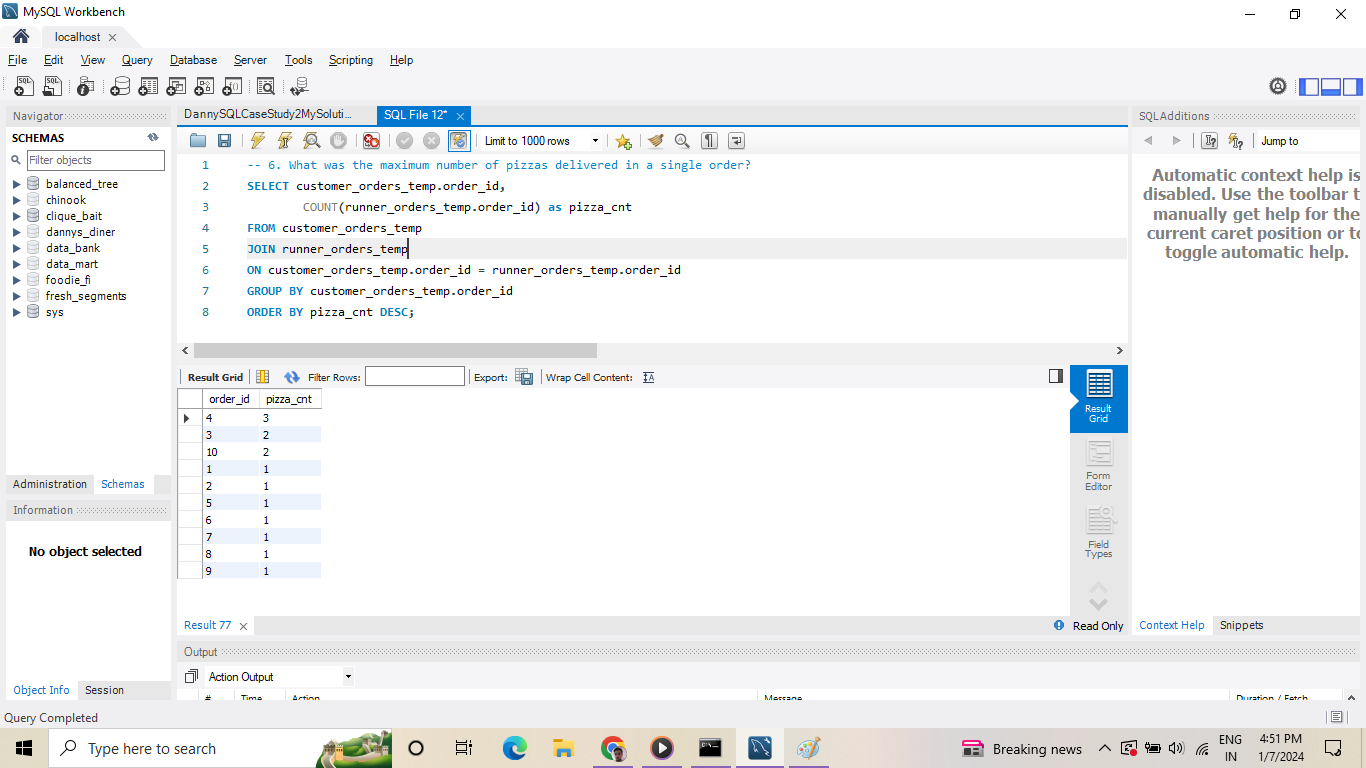 MySQL Workbench
localhost
File Edit View Query Database Server Tools Scripting Help
Navigator
SCHEMAS
Filter objects
balanced_tree
chinook
clique_bait
dannys_diner
data_bank
data_mart
foodie_fi
fresh_segments
sys
Administration Schemas
Information
No object selected
Object Info Session
DannySQLCaseStudy2MySoluti... SQL File 12*
Limit to 1000 rows
1 -- 6. What was the maximum number of pizzas delivered in a single order?
2 SELECT customer_orders_temp.order_id,
3 COUNT(runner_orders_temp.order_id) as pizza_cnt
4 FROM customer_orders_temp
5 JOIN runner_orders_temp
6 ON customer_orders_temp.order_id = runner_orders_temp.order_id
7 GROUP BY customer_orders_temp.order_id
8 ORDER BY pizza_cnt DESC;
Result Grid Filter Rows: Export: Wrap Cell Content:
order_id pizza_cnt
4 3
3 2
10 2
1 1
2 1
5 1
6 1
7 1
8 1
9 1
Result Grid
Form Editor
Field Types
Result 77
Read Only
Output
Action Output
# Time Action Message Duration / Fetch
SQLAdditions
Jump to
Automatic context help is
disabled. Use the toolbar t
manually get help for the
current caret position or to
toggle automatic help.
Context Help Snippets
Query Completed
Type here to search
Breaking news
ENG
IN
4:51 PM
1/7/2024